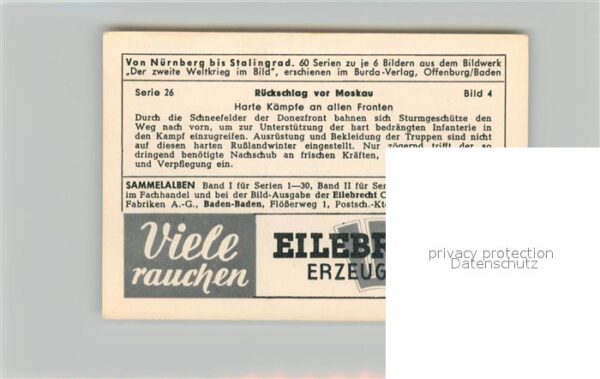 Von Nürnberg bis Stalingrad. 60 Serien zu je 6 Bildern aus dem Bildwerk
„Der zweite Weltkrieg im Bild", erschienen im Burda-Verlag, Offenburg/Baden
Serie 26 Rückschlag vor Moskau Bild 4
Harte Kämpfe an allen Fronten
Durch die Schneefelder der Donezfront bahnen sich Sturmgeschütze den
Weg nach vorn, um zur Unterstützung der hart bedrängten Infanterie in
den Kampf einzugreifen. Ausrüstung und Bekleidung der Truppen sind nicht
auf diesen harten Rußlandwinter eingestellt. Nur zögernd trifft der so
dringend benötigte Nachschub an frischen Kräften,
und Verpflegung ein.
SAMMELALBEN Band I für Serien 1—30, Band II für Ser
im Fachhandel und bei der Bild-Ausgabe der Eilebrecht C
Fabriken A.-G., Baden-Baden, Flößerweg 1, Postsch.-Kt
Viele
rauchen
EILEBR
ERZEUG
privacy protection
Datenschutz